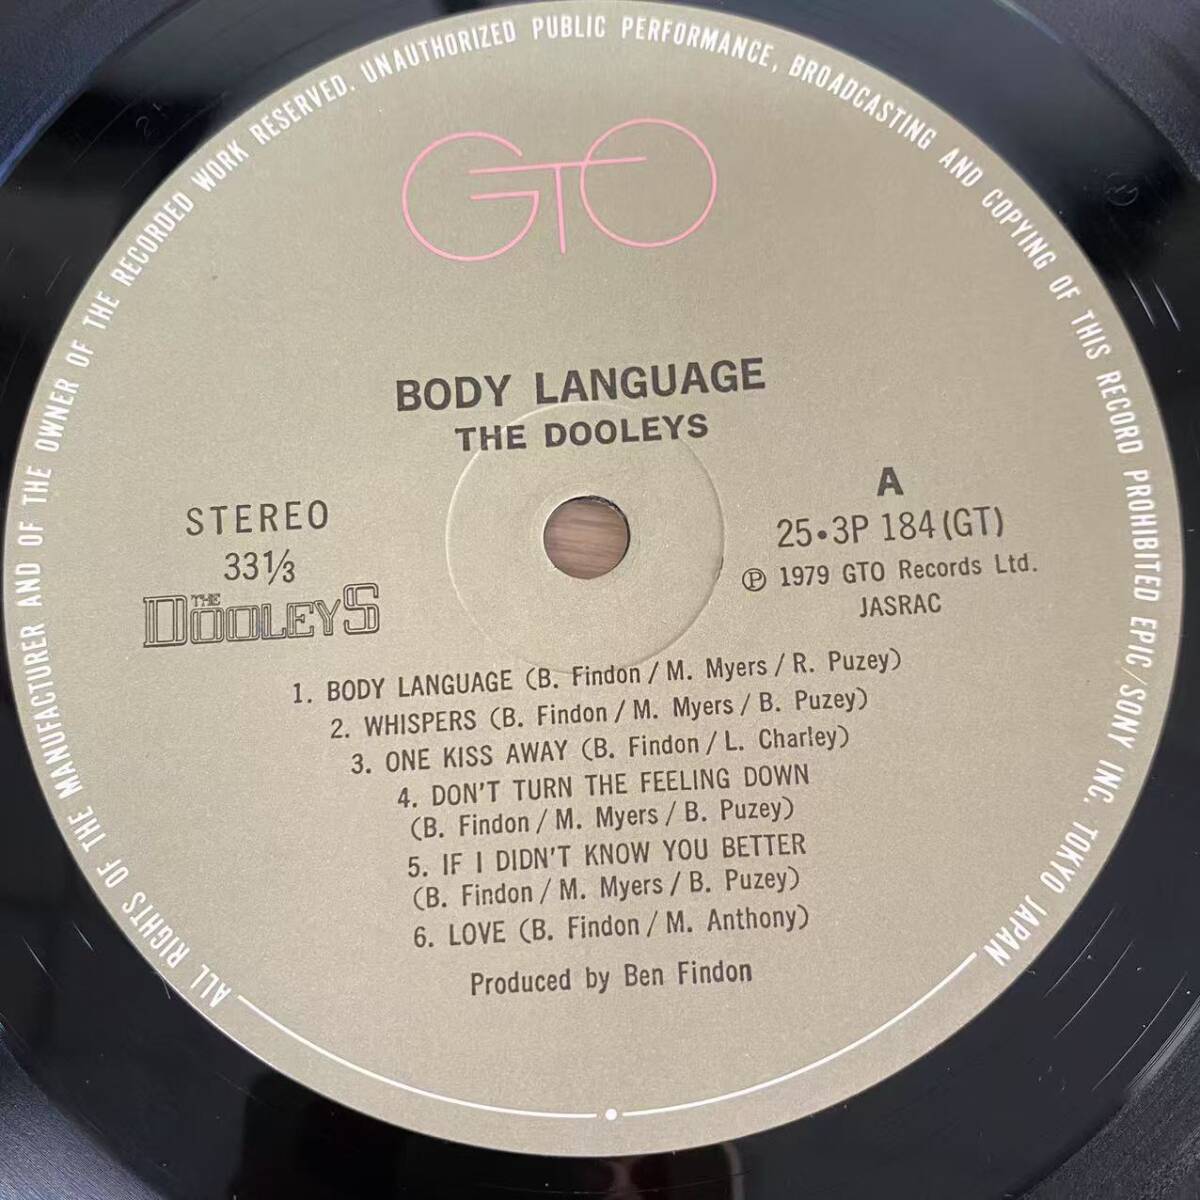 ALL RIGHTS OF THE MANUFACTURER AND OF THE OWNER OF THE RECORDED WORK RESERVED. UNAUTHORIZED PUBLIC PERFORMANCE, BROADCASTING AND COPYING OF THIS RECORD PROHIBITED EPIC/SONY INC. TOKYO JAPAN
GTO
BODY LANGUAGE
THE DOOLEYS
STEREO
33⅓
THE DOOLEYS
A
25•3P 184(GT)
Ⓟ 1979 GTO Records Ltd.
JASRAC
1. BODY LANGUAGE (B. Findon/M. Myers/R. Puzey)
2. WHISPERS (B. Findon/M. Myers/B. Puzey)
3. ONE KISS AWAY (B. Findon/L. Charley)
4. DON'T TURN THE FEELING DOWN
(B. Findon/M. Myers/B. Puzey)
5. IF I DIDN'T KNOW YOU BETTER
(B. Findon/M. Myers/B. Puzey)
6. LOVE (B. Findon/M. Anthony)
Produced by Ben Findon